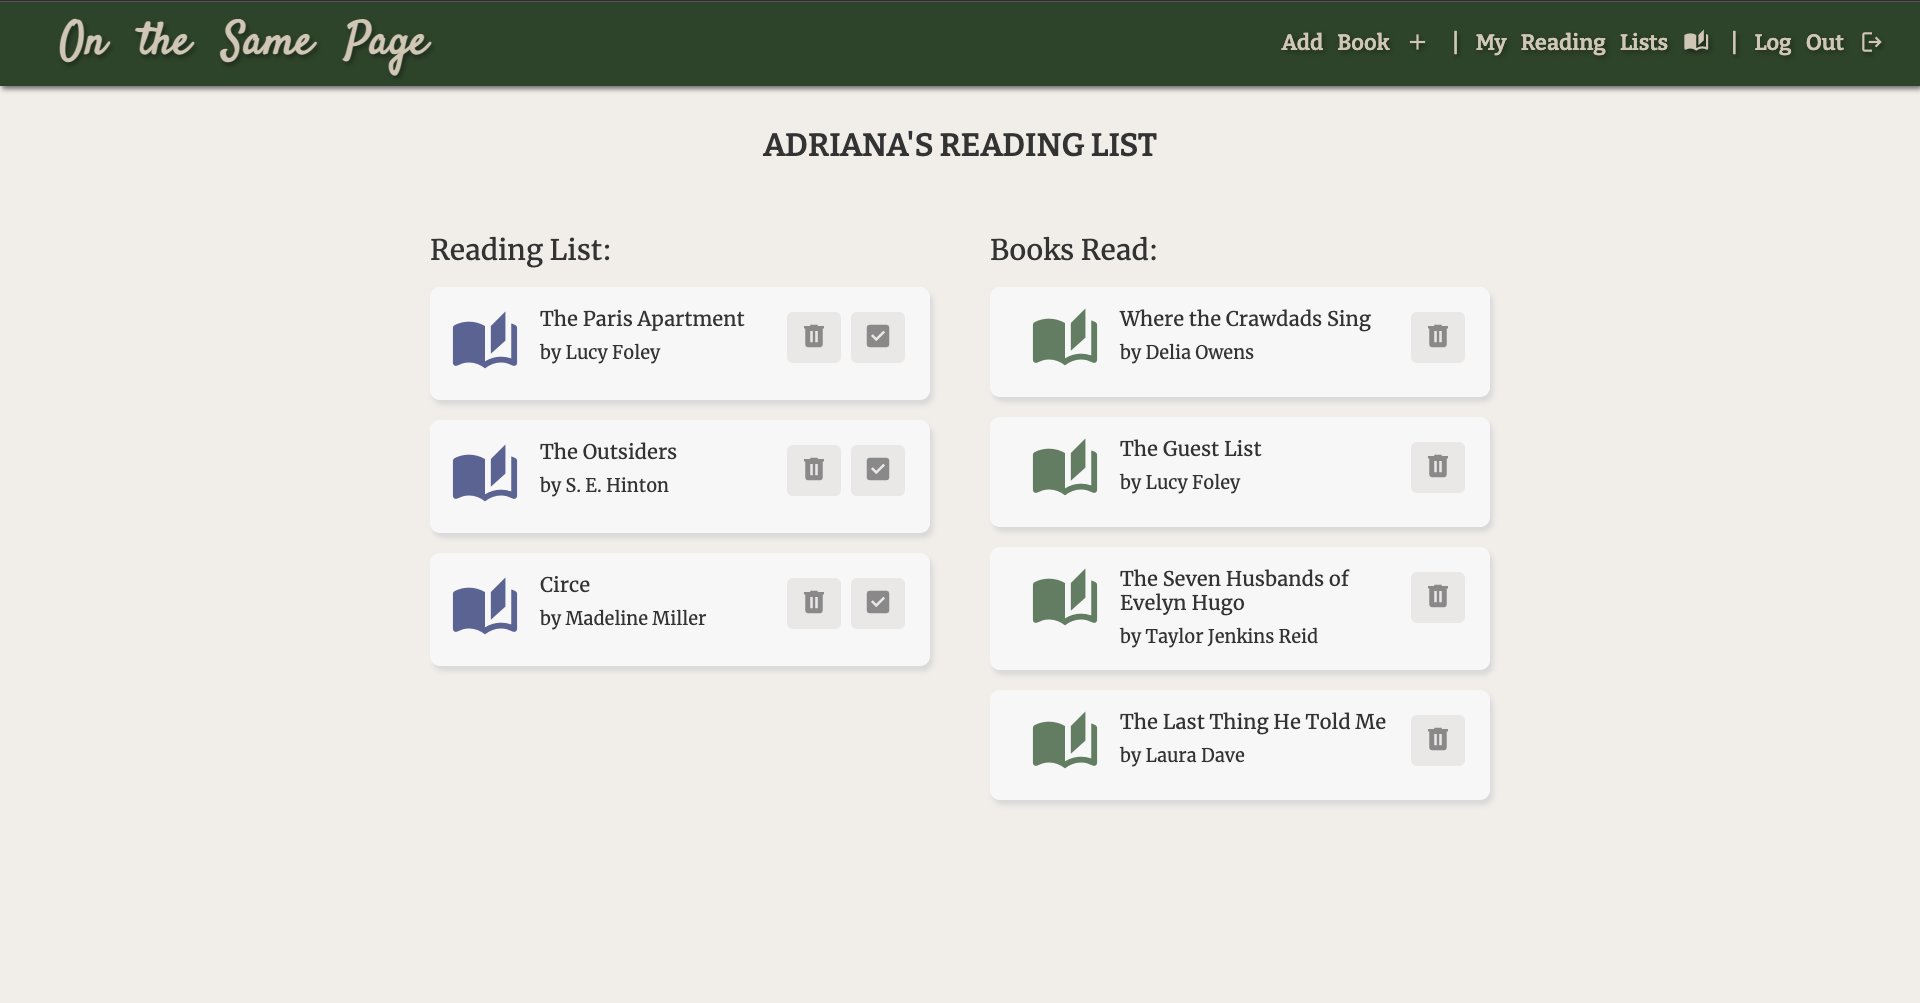 On the Same Page
Add Book + | My Reading Lists | Log Out
ADRIANA'S READING LIST
Reading List:
The Paris Apartment
by Lucy Foley
The Outsiders
by S. E. Hinton
Circe
by Madeline Miller
Books Read:
Where the Crawdads Sing
by Delia Owens
The Guest List
by Lucy Foley
The Seven Husbands of
Evelyn Hugo
by Taylor Jenkins Reid
The Last Thing He Told Me
by Laura Dave